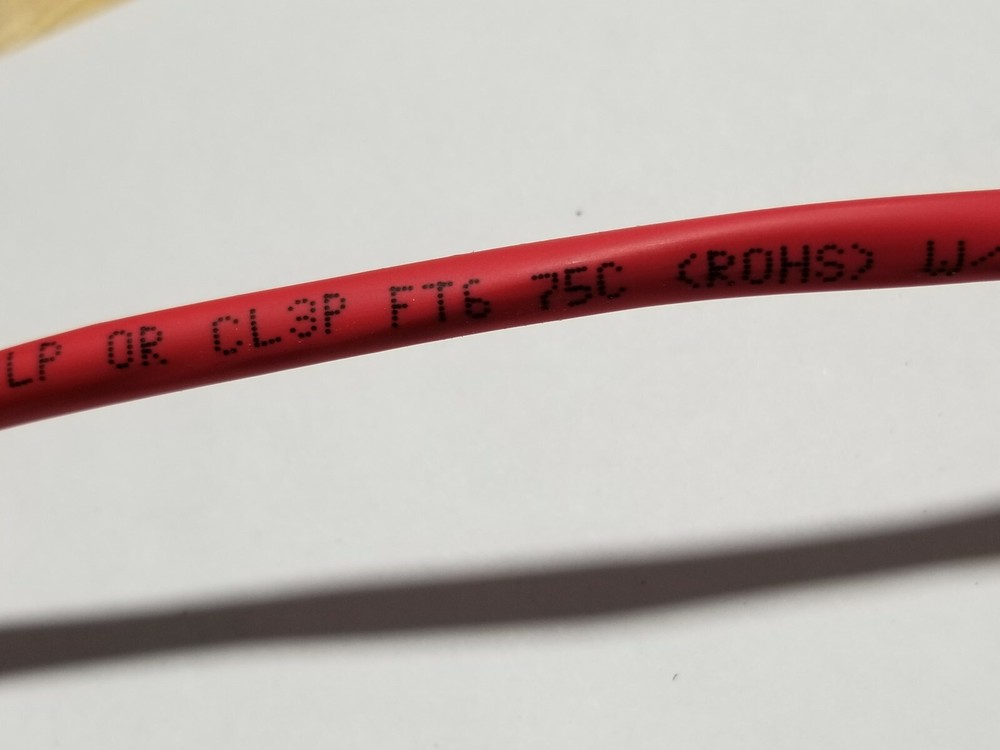 LP OR CL3P FT6 75C <ROHS> W